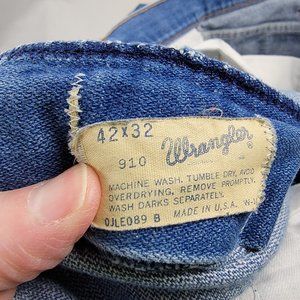 42X32
910 Wrangler®
MACHINE WASH. TUMBLE DRY. AVOID
OVERDRYING. REMOVE PROMPTLY.
WASH DARKS SEPARATELY.
OJLE089 B MADE IN U.S.A.